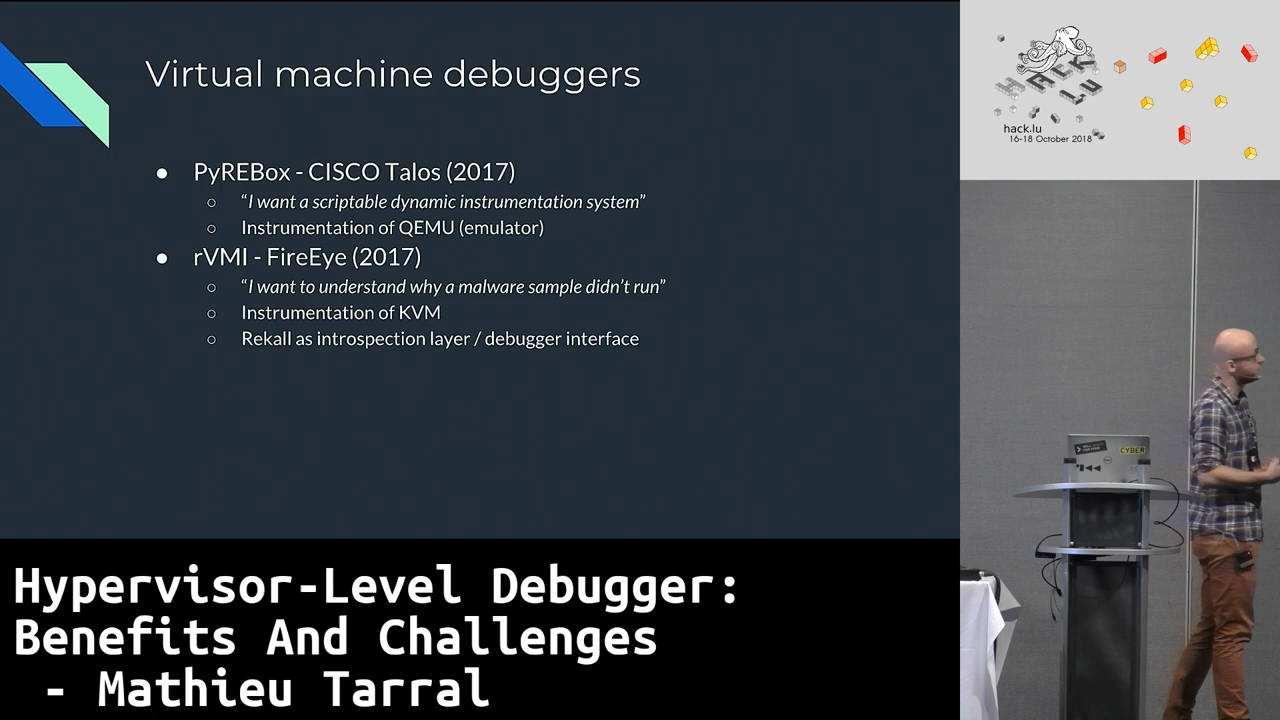 Virtual machine debuggers
● PyREBox - CISCO Talos (2017)
○ “I want a scriptable dynamic instrumentation system”
○ Instrumentation of QEMU (emulator)
● rVMI - FireEye (2017)
○ “I want to understand why a malware sample didn’t run”
○ Instrumentation of KVM
○ Rekall as introspection layer / debugger interface
HACK
LU
hack.lu
16-18 October 2018
CYBER
Hypervisor-Level Debugger:
Benefits And Challenges
- Mathieu Tarral